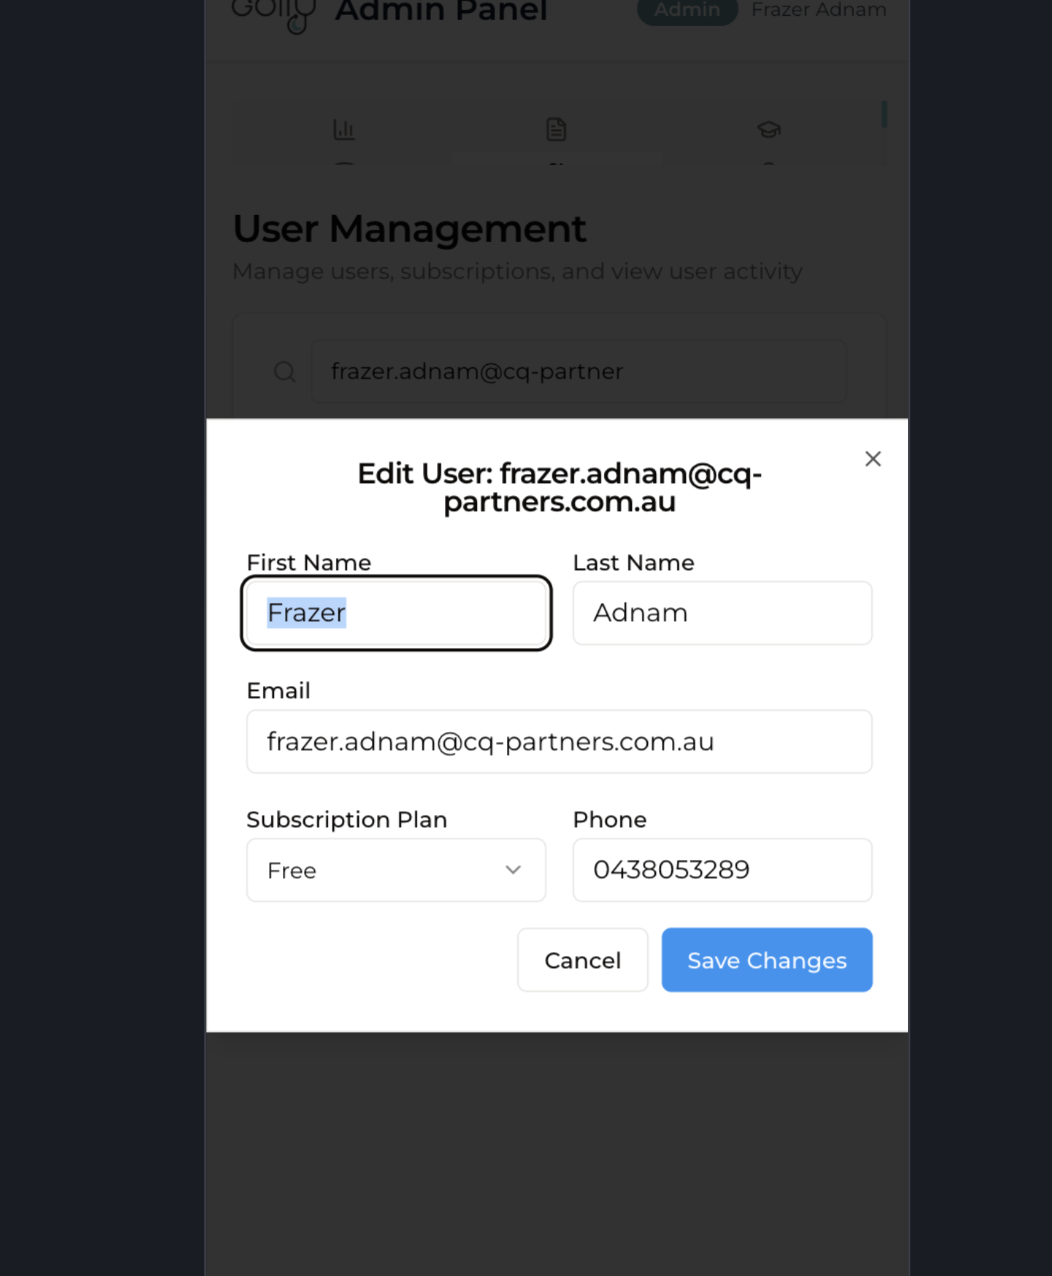 Golly Admin Panel Admin Frazer Adnam
User Management
Manage users, subscriptions, and view user activity
frazer.adnam@cq-partner
Edit User: frazer.adnam@cq-
partners.com.au
First Name Last Name
Frazer Adnam
Email
frazer.adnam@cq-partners.com.au
Subscription Plan Phone
Free 0438053289
Cancel Save Changes